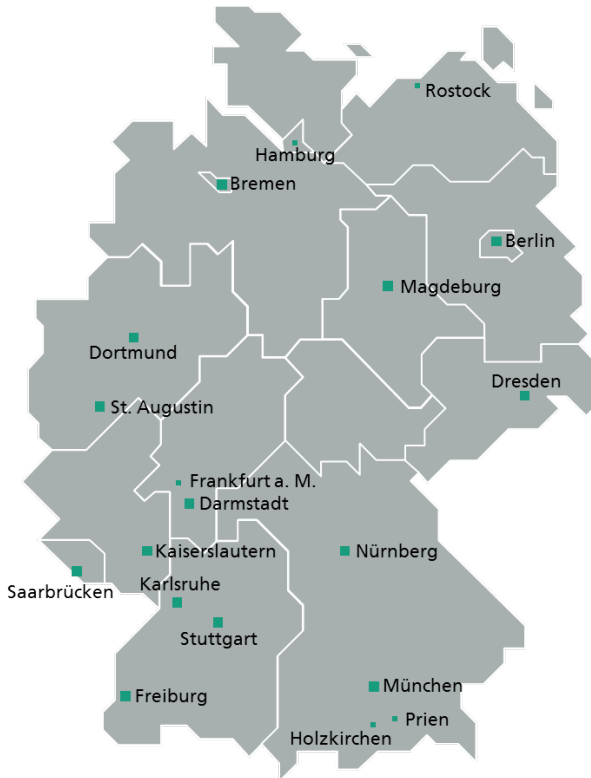 Rostock
Hamburg
Bremen
Berlin
Magdeburg
Dortmund
Dresden
St. Augustin
Frankfurt a. M.
Darmstadt
Kaiserslautern
Nürnberg
Karlsruhe
Saarbrücken
Stuttgart
München
Freiburg
Prien
Holzkirchen